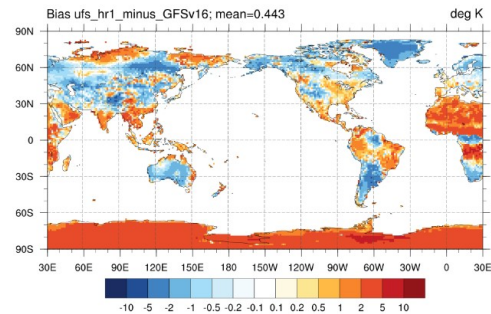 Bias ufs_hr1_minus_GFSv16; mean=0.443 deg K
90N
60N
30N
0
30S
60S
90S
30E 60E 90E 120E 150E 180 150W 120W 90W 60W 30W 0 30E
-10 -5 -2 -1 -0.5 -0.2 -0.1 0.1 0.2 0.5 1 2 5 10